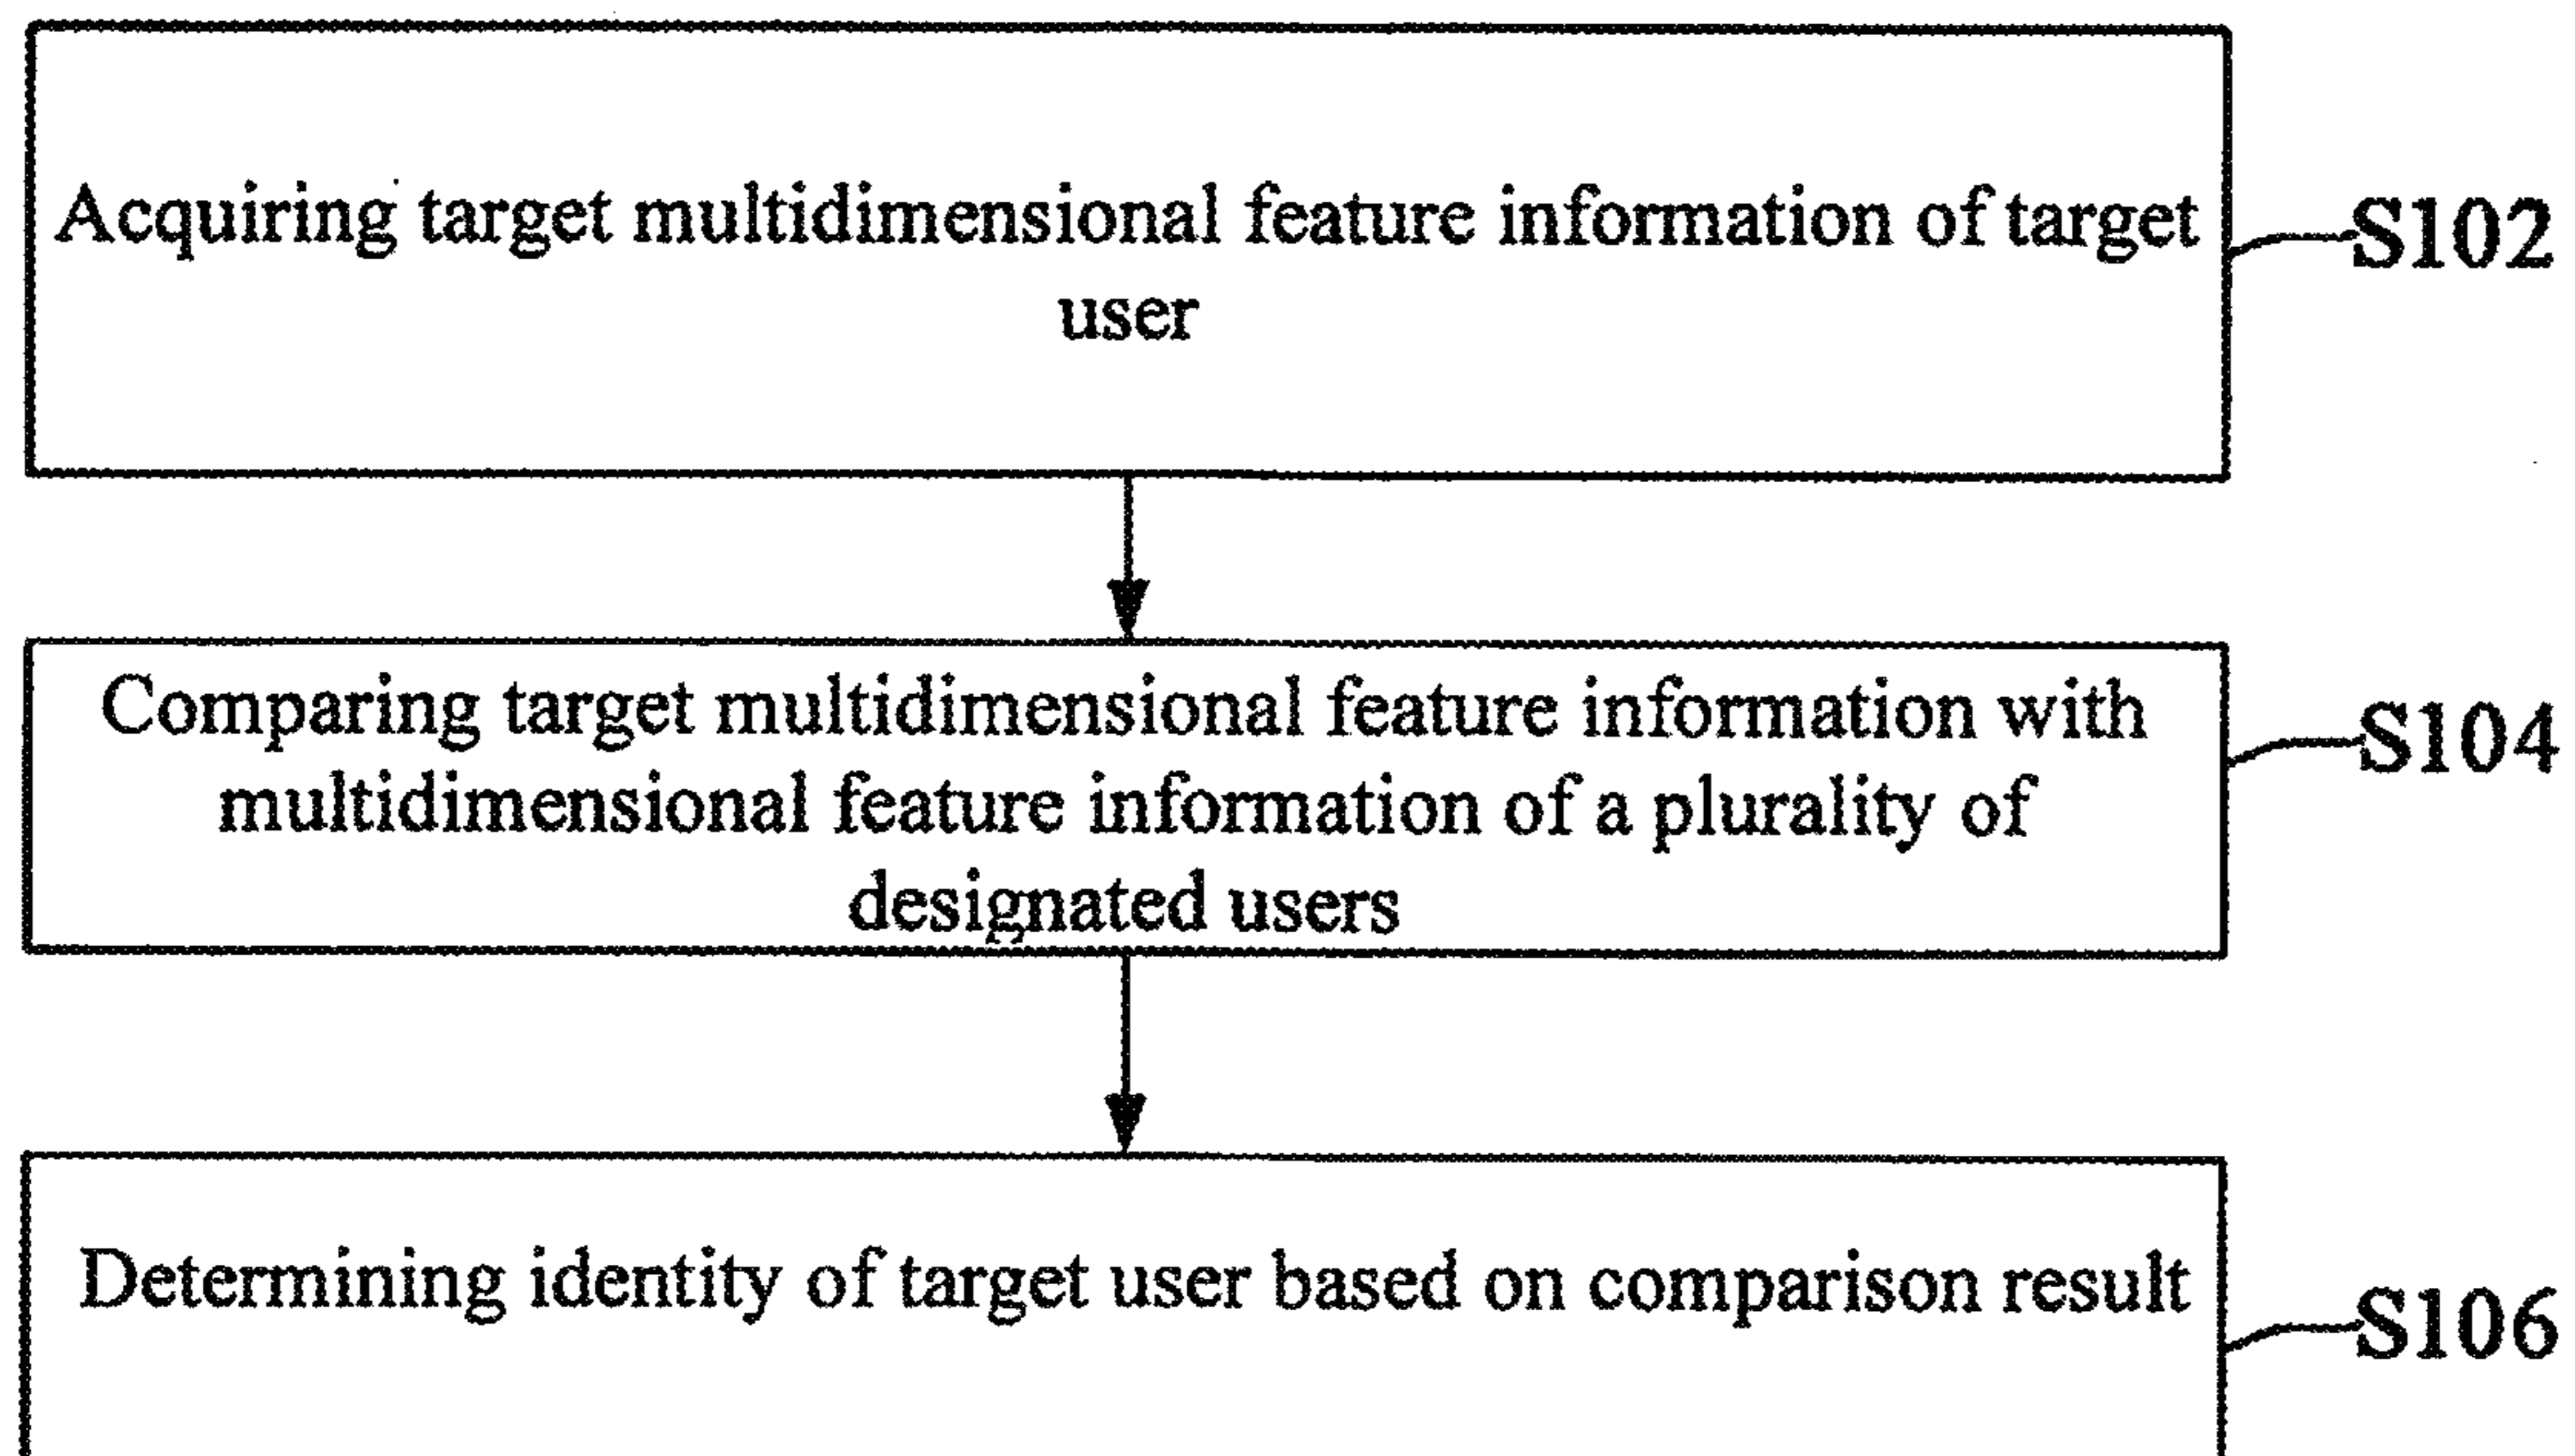 Acquiring target multidimensional feature information of target
user
S102
Comparing target multidimensional feature information with
multidimensional feature information of a plurality of
designated users
S104
Determining identity of target user based on comparison result
S106